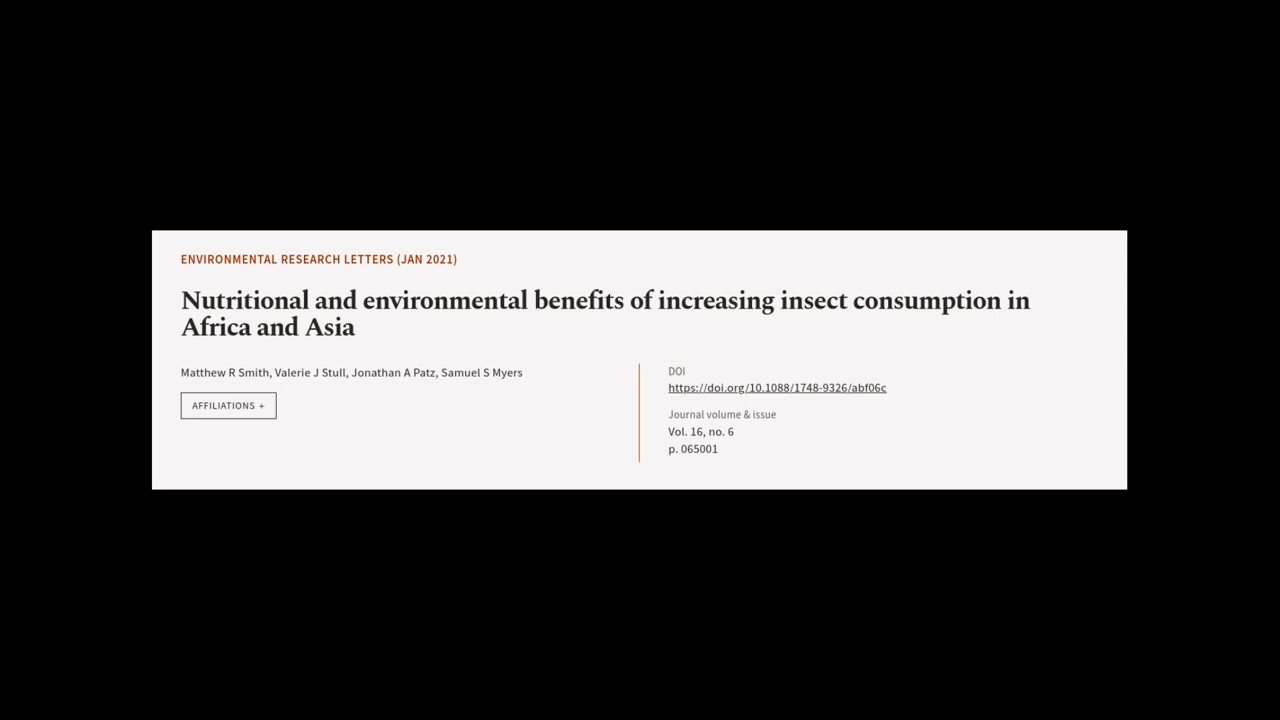 ENVIRONMENTAL RESEARCH LETTERS (JAN 2021)
Nutritional and environmental benefits of increasing insect consumption in
Africa and Asia
Matthew R Smith, Valerie J Stull, Jonathan A Patz, Samuel S Myers
AFFILIATIONS +
DOI
https://doi.org/10.1088/1748-9326/abf06c
Journal volume & issue
Vol. 16, no. 6
p. 065001